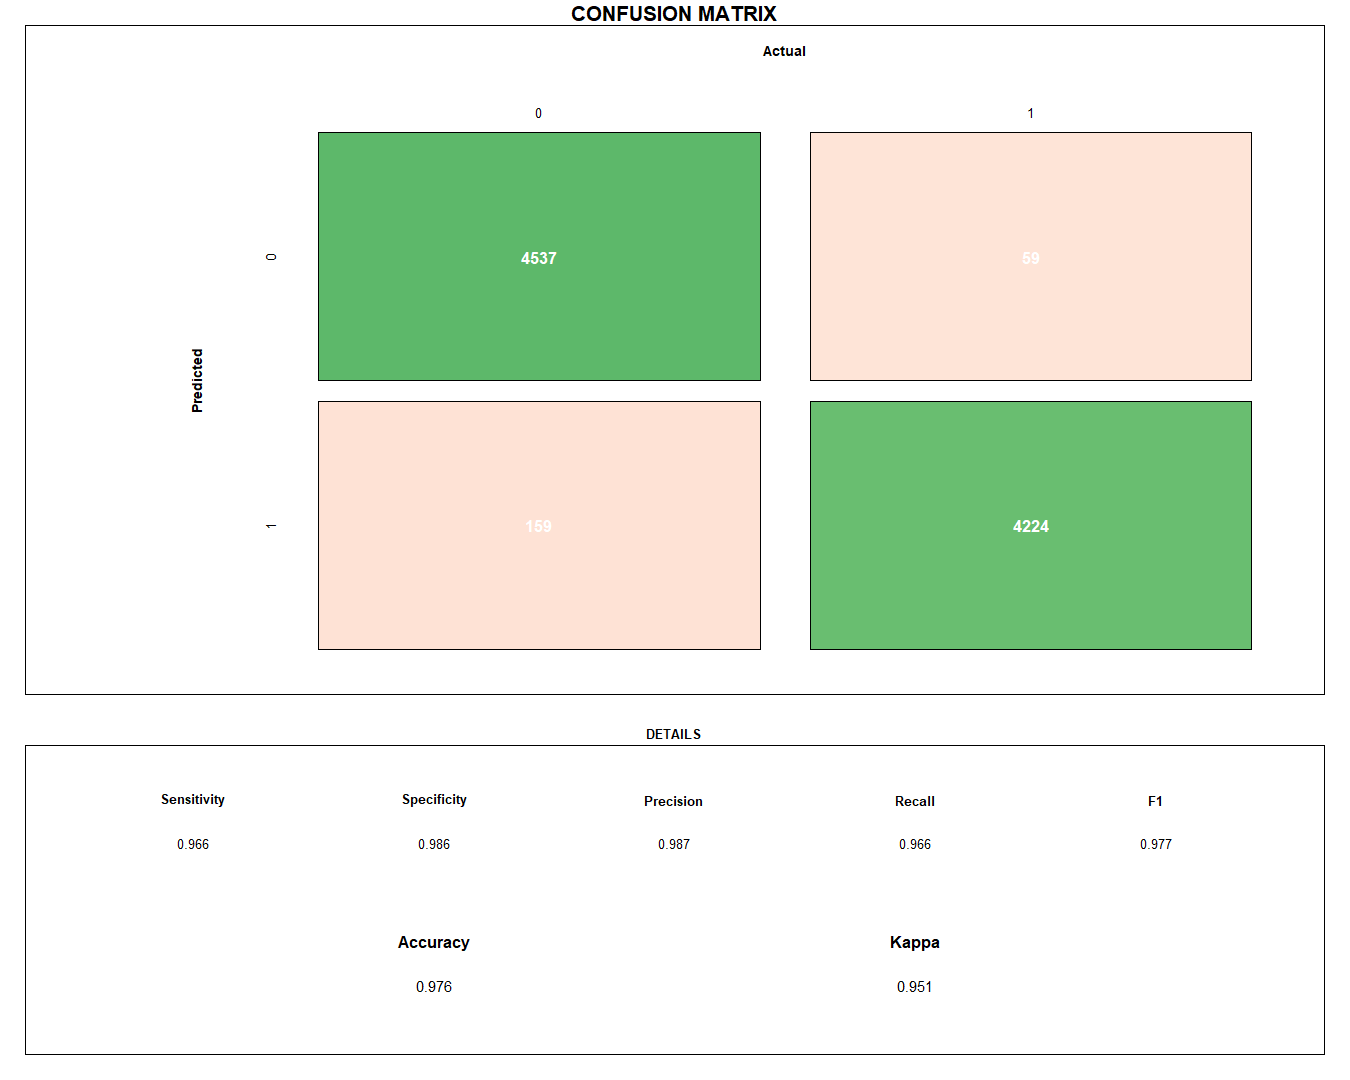 CONFUSION MATRIX
Actual
0 1
0 4537 59
Predicted
1 159 4224
DETAILS
Sensitivity Specificity Precision Recall F1
0.966 0.986 0.987 0.966 0.977
Accuracy Kappa
0.976 0.951